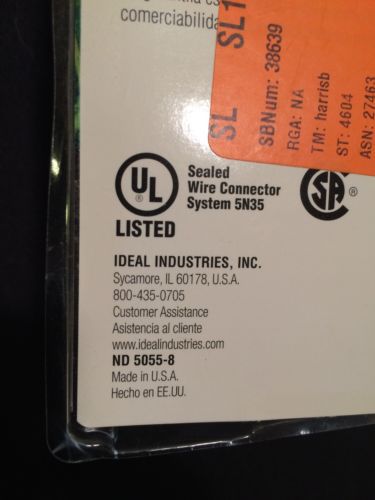 comerciabilida
SL SL1
SBNum: 38639
RGA: NA
TM: harrisb
ST: 4604
ASN: 27463
UL
LISTED
Sealed
Wire Connector
System 5N35
SA ®
IDEAL INDUSTRIES, INC.
Sycamore, IL 60178, U.S.A.
800-435-0705
Customer Assistance
Asistencia al cliente
www.idealindustries.com
ND 5055-8
Made in U.S.A.
Hecho en EE.UU.